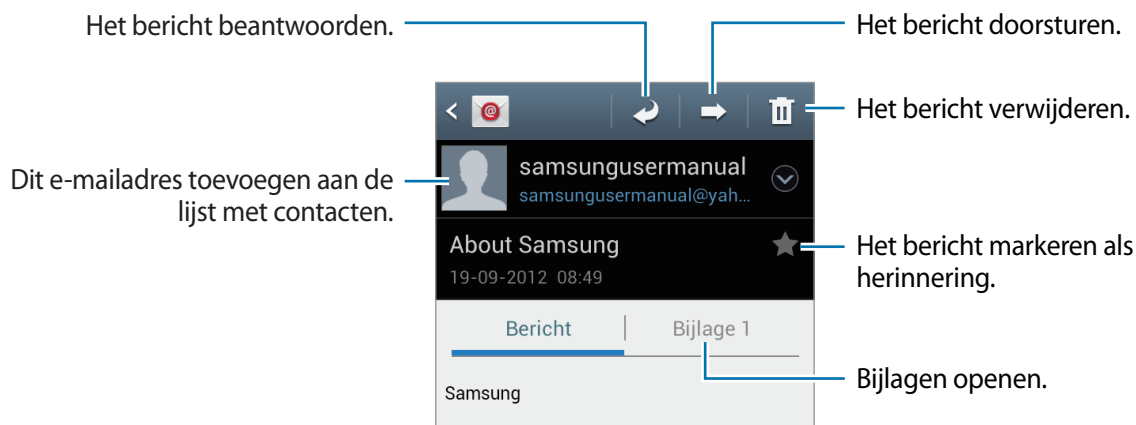 Het bericht beantwoorden.
Het bericht doorsturen.
Het bericht verwijderen.
@
samsungusermanual
samsungusermanual@yah...
Dit e-mailadres toevoegen aan de
lijst met contacten.
About Samsung
19-09-2012 08:49
Het bericht markeren als
herinnering.
Bericht
Bijlage 1
Bijlagen openen.
Samsung